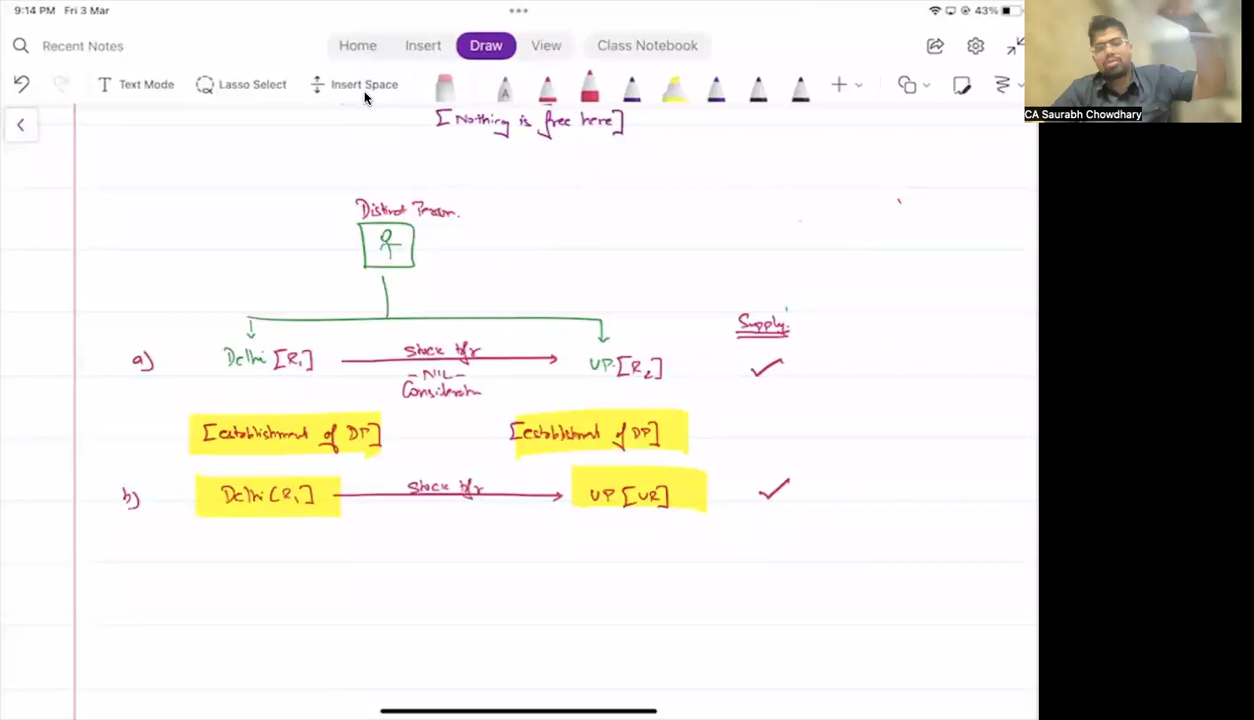 9:14 PM Fri 3 Mar
43%
Recent Notes
Home Insert Draw View Class Notebook
Text Mode Lasso Select Insert Space
A
CA Saurabh Chowdhary
[Nothing is free here]
Distinct Person.
Supply:
a) Delhi [R1] Stock tfr UP. [R2]
- NIL -
Consideratn
[establishment of DP] [establishment of DP]
b) Delhi [R1] Stock tfr UP [UR]